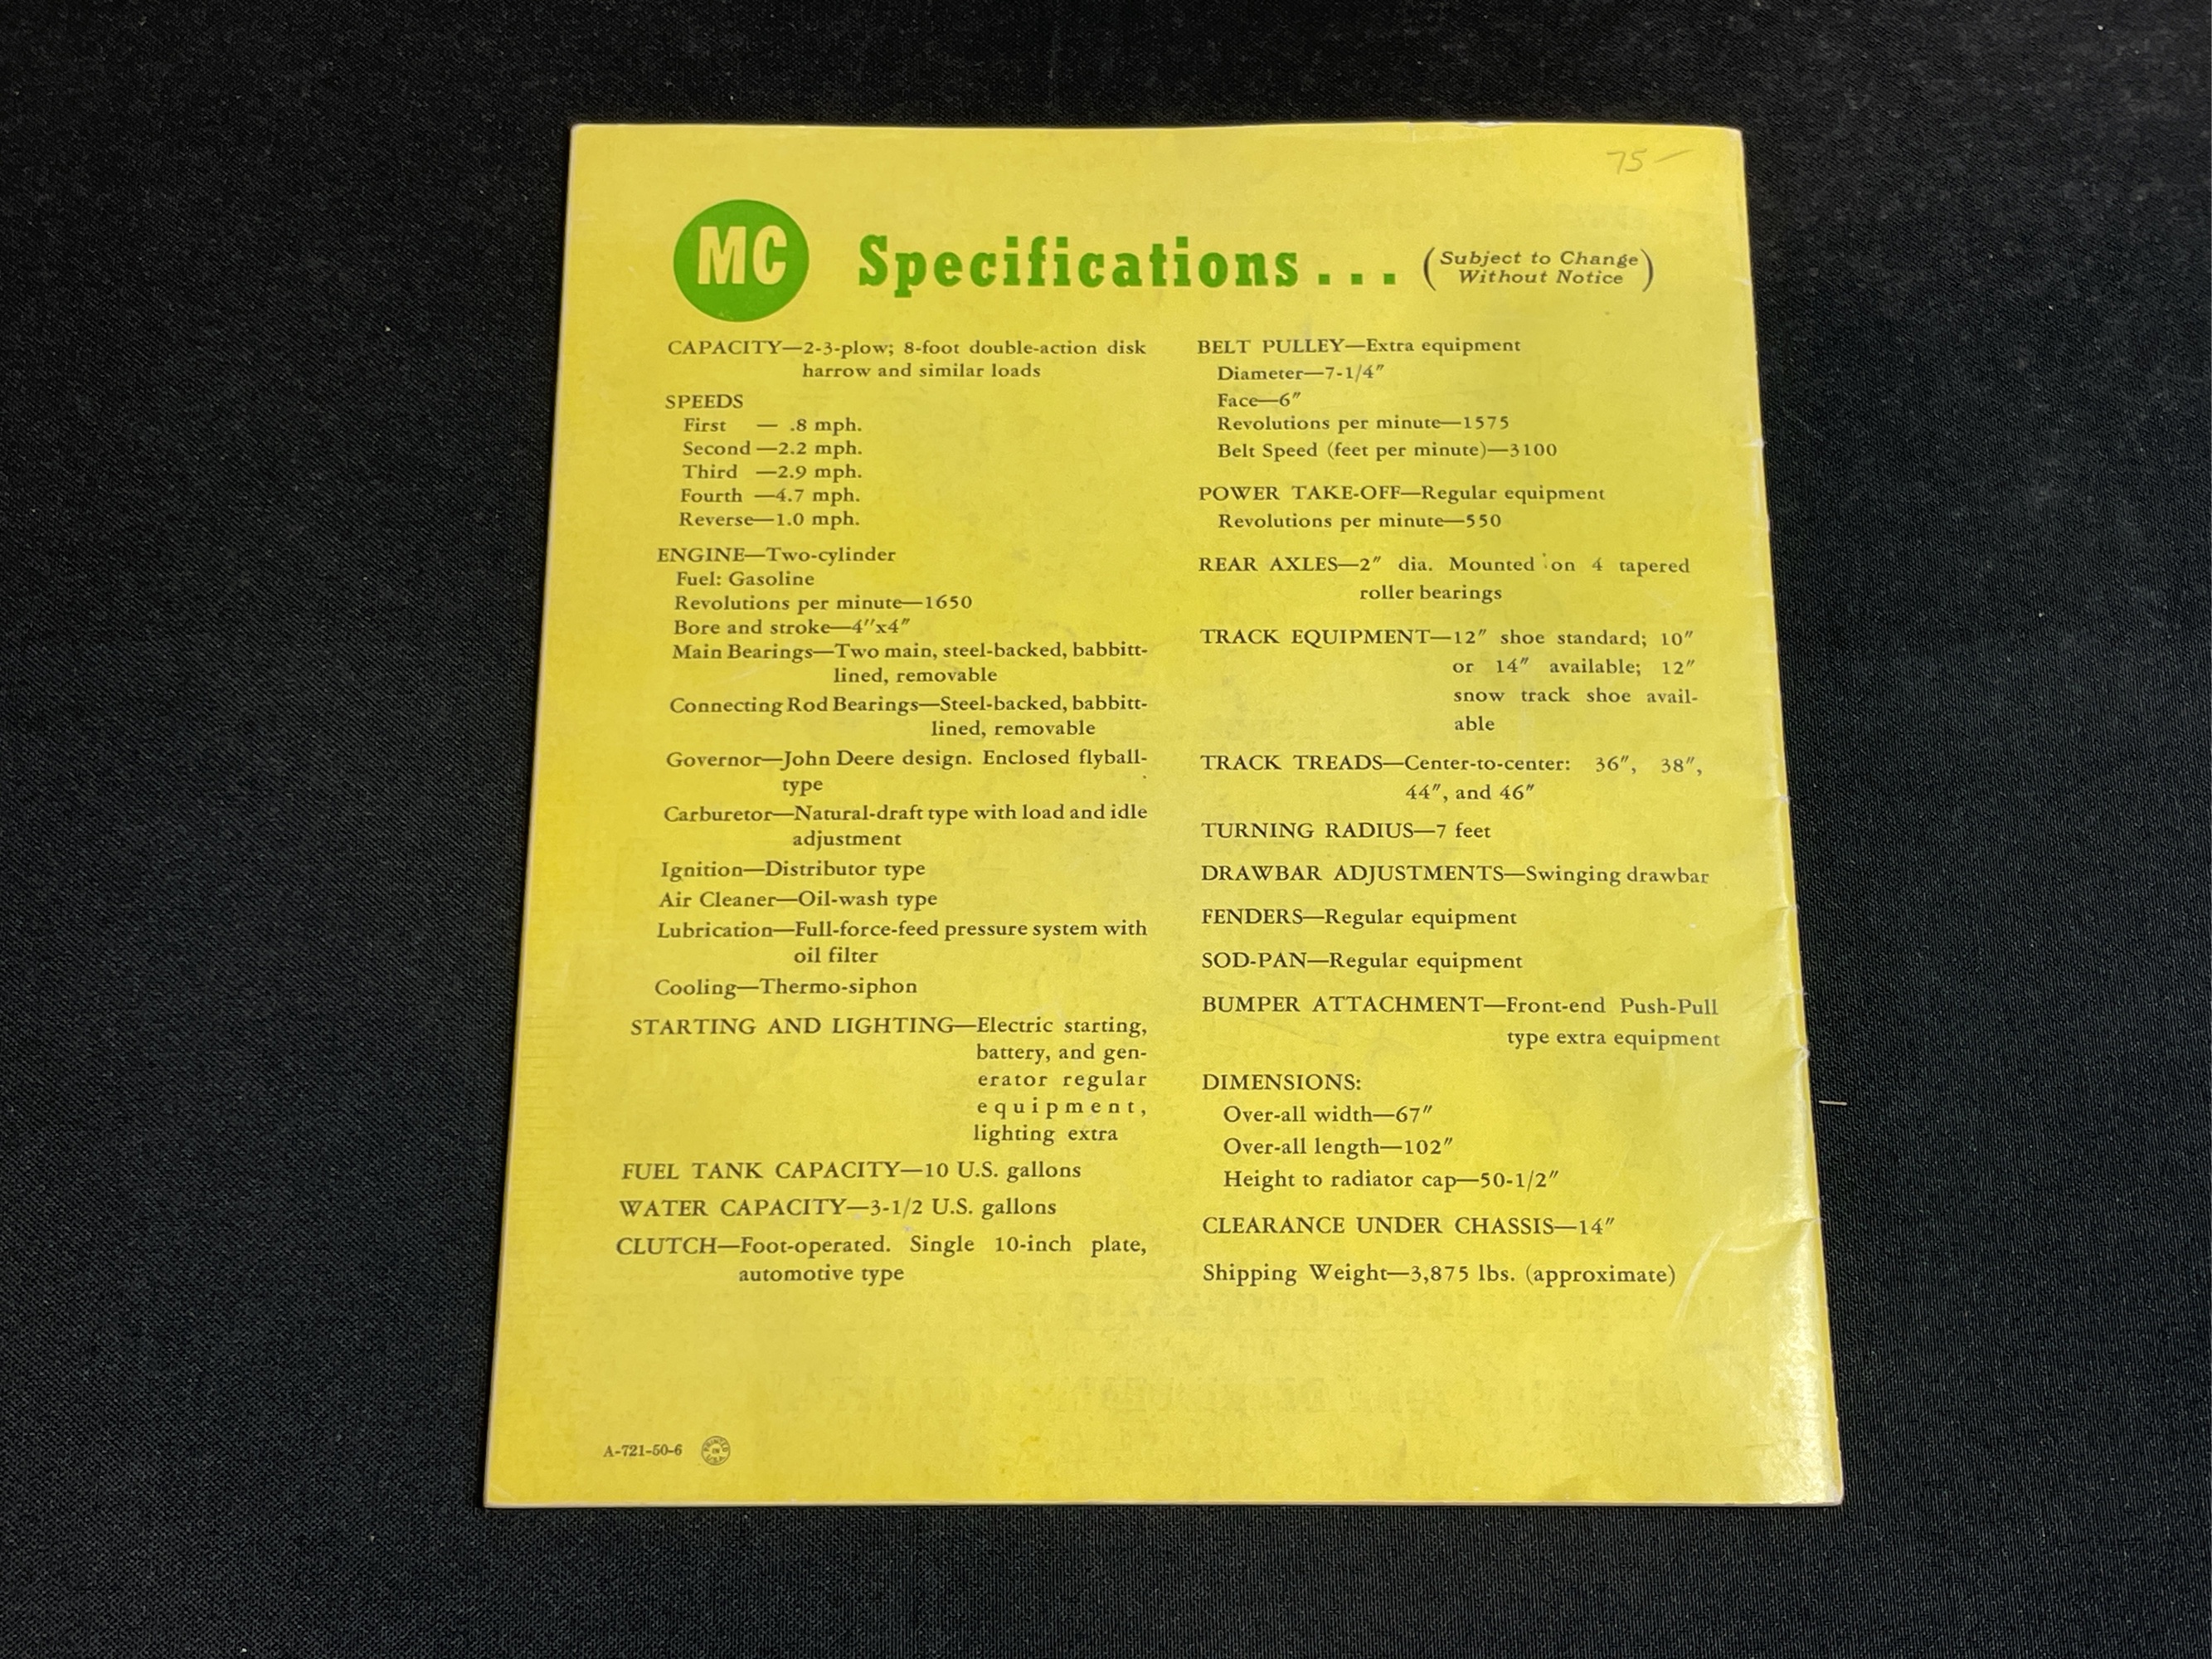 75-
MC
Specifications...
(Subject to Change
Without Notice)
CAPACITY—2-3-plow; 8-foot double-action disk
harrow and similar loads
SPEEDS
First — .8 mph.
Second —2.2 mph.
Third —2.9 mph.
Fourth —4.7 mph.
Reverse—1.0 mph.
ENGINE—Two-cylinder
Fuel: Gasoline
Revolutions per minute—1650
Bore and stroke—4″x4″
Main Bearings—Two main, steel-backed, babbitt-
lined, removable
Connecting Rod Bearings—Steel-backed, babbitt-
lined, removable
Governor—John Deere design. Enclosed flyball-
type
Carburetor—Natural-draft type with load and idle
adjustment
Ignition—Distributor type
Air Cleaner—Oil-wash type
Lubrication—Full-force-feed pressure system with
oil filter
Cooling—Thermo-siphon
STARTING AND LIGHTING—Electric starting,
battery, and gen-
erator regular
equipment,
lighting extra
FUEL TANK CAPACITY—10 U.S. gallons
WATER CAPACITY—3-1/2 U.S. gallons
CLUTCH—Foot-operated. Single 10-inch plate,
automotive type
BELT PULLEY—Extra equipment
Diameter—7-1/4″
Face—6″
Revolutions per minute—1575
Belt Speed (feet per minute)—3100
POWER TAKE-OFF—Regular equipment
Revolutions per minute—550
REAR AXLES—2″ dia. Mounted on 4 tapered
roller bearings
TRACK EQUIPMENT—12″ shoe standard; 10″
or 14″ available; 12″
snow track shoe avail-
able
TRACK TREADS—Center-to-center: 36″, 38″,
44″, and 46″
TURNING RADIUS—7 feet
DRAWBAR ADJUSTMENTS—Swinging drawbar
FENDERS—Regular equipment
SOD-PAN—Regular equipment
BUMPER ATTACHMENT—Front-end Push-Pull
type extra equipment
DIMENSIONS:
Over-all width—67″
Over-all length—102″
Height to radiator cap—50-1/2″
CLEARANCE UNDER CHASSIS—14″
Shipping Weight—3,875 lbs. (approximate)
A-721-50-6
PRINTED IN U.S.A.